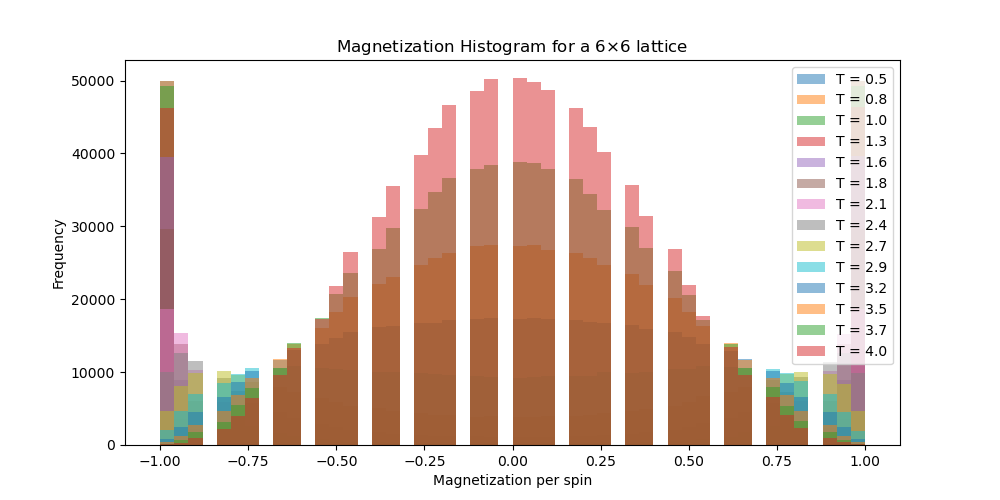 Magnetization Histogram for a 6×6 lattice
50000
40000
30000
20000
10000
0
Frequency
T = 0.5
T = 0.8
T = 1.0
T = 1.3
T = 1.6
T = 1.8
T = 2.1
T = 2.4
T = 2.7
T = 2.9
T = 3.2
T = 3.5
T = 3.7
T = 4.0
−1.00 −0.75 −0.50 −0.25 0.00 0.25 0.50 0.75 1.00
Magnetization per spin